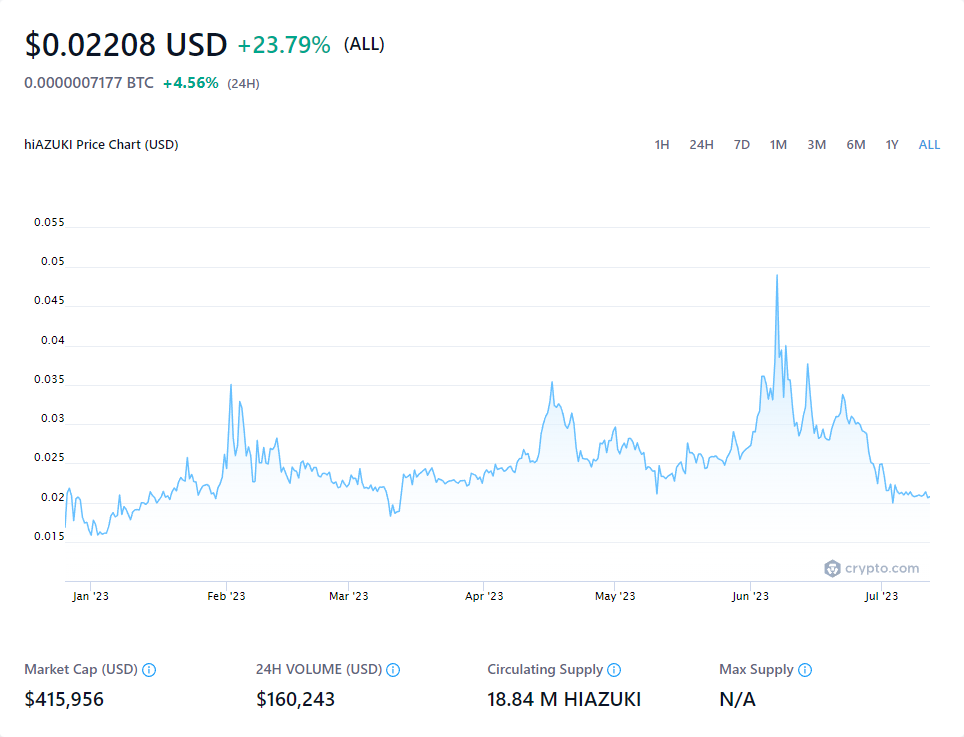 $0.02208 USD +23.79% (ALL)
0.0000007177 BTC +4.56% (24H)
hiAZUKI Price Chart (USD) 1H 24H 7D 1M 3M 6M 1Y ALL
0.055
0.05
0.045
0.04
0.035
0.03
0.025
0.02
0.015
crypto.com
Jan '23 Feb '23 Mar '23 Apr '23 May '23 Jun '23 Jul '23
Market Cap (USD) 24H VOLUME (USD) Circulating Supply Max Supply
$415,956 $160,243 18.84 M HIAZUKI N/A